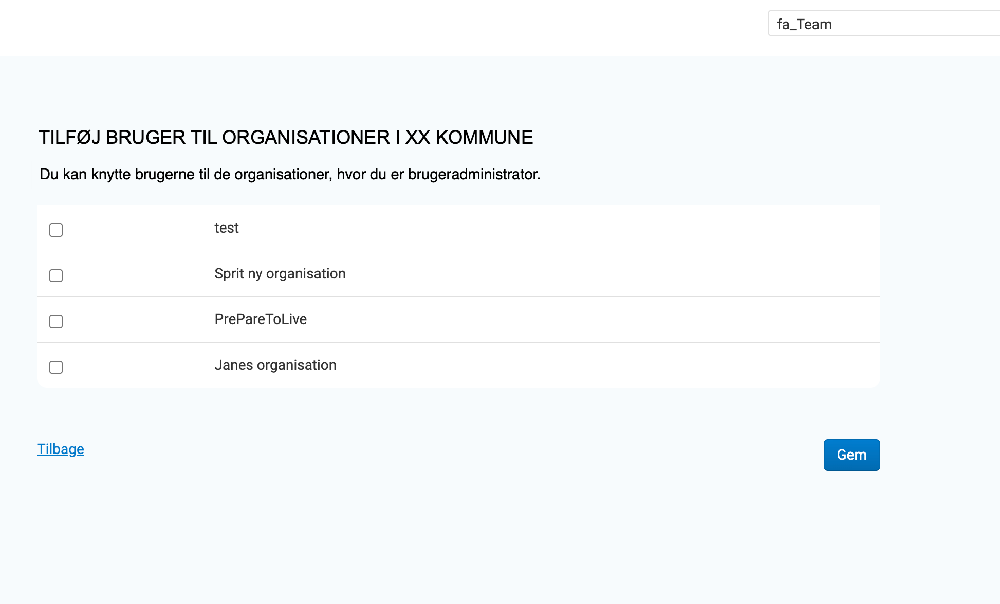 fa_Team
TILFØJ BRUGER TIL ORGANISATIONER I XX KOMMUNE
Du kan knytte brugerne til de organisationer, hvor du er brugeradministrator.
test
Sprit ny organisation
PrePareToLive
Janes organisation
Tilbage
Gem